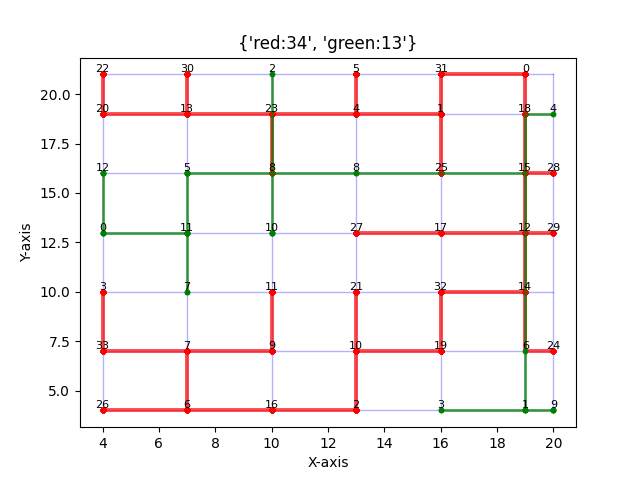 {'red:34', 'green:13'}
22 30 2 5 31 0
20.0
20 13 23 4 1 18 4
17.5
12 5 8 8 25 15 28
15.0
0 11 10 27 17 12 29
12.5
10.0
3 7 11 21 32 14
7.5
33 7 9 10 19 6 24
5.0
26 6 16 2 3 1 9
4 6 8 10 12 14 16 18 20
X-axis
Y-axis